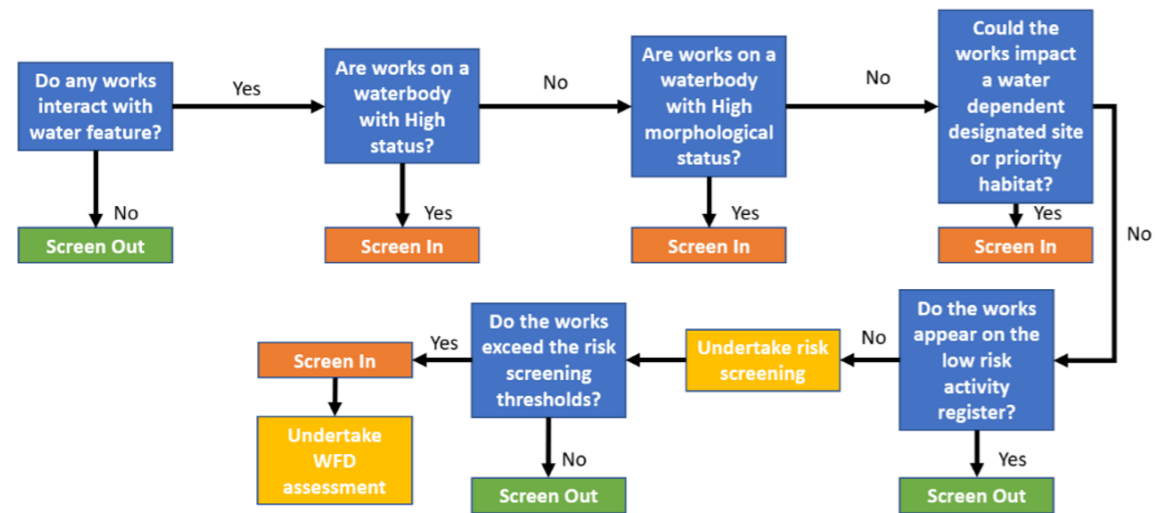 Do any works
interact with
water feature?
Yes
No
Screen Out
Are works on a
waterbody
with High
status?
No
Yes
Screen In
Are works on a
waterbody
with High
morphological
status?
No
Yes
Screen In
Could the
works impact
a water
dependent
designated site
or priority
habitat?
Yes
Screen In
No
Do the works
appear on the
low risk
activity
register?
Yes
Screen Out
No
Undertake risk
screening
Do the works
exceed the risk
screening
thresholds?
No
Screen Out
Yes
Screen In
Undertake
WFD
assessment